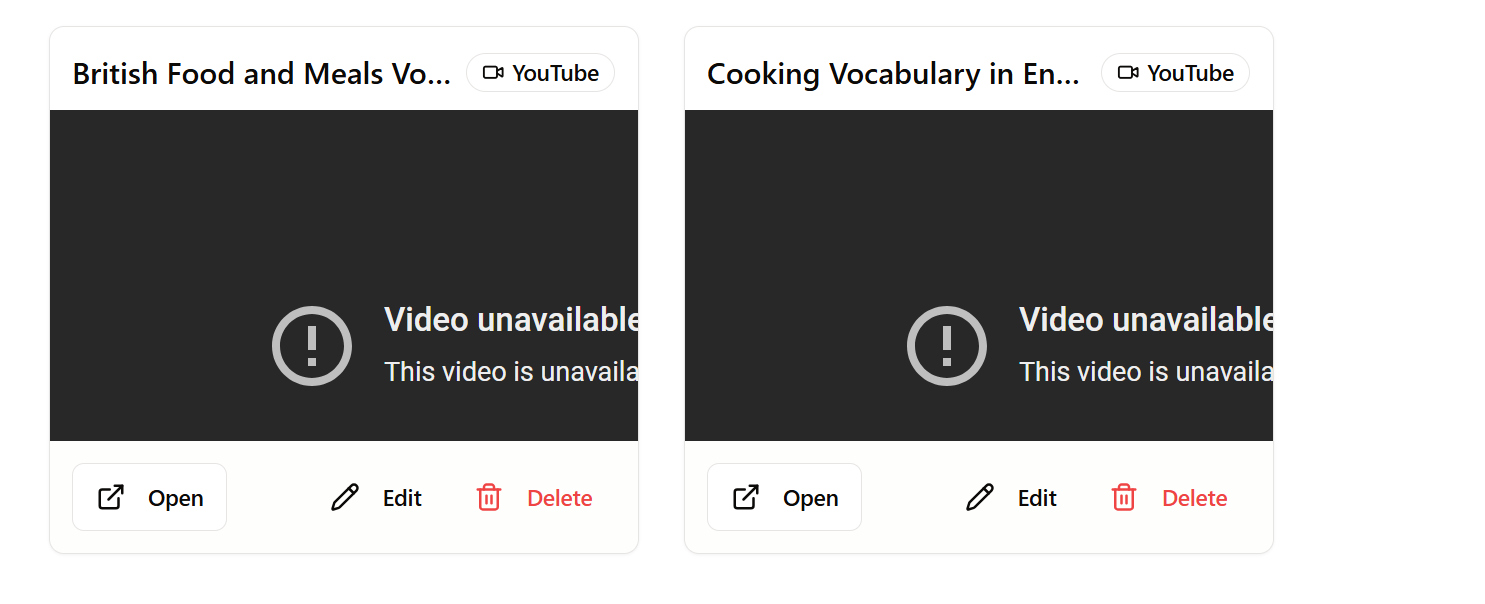 British Food and Meals Vo... YouTube
Cooking Vocabulary in En... YouTube
Video unavailable
This video is unavaila
Video unavailable
This video is unavaila
Open Edit Delete
Open Edit Delete